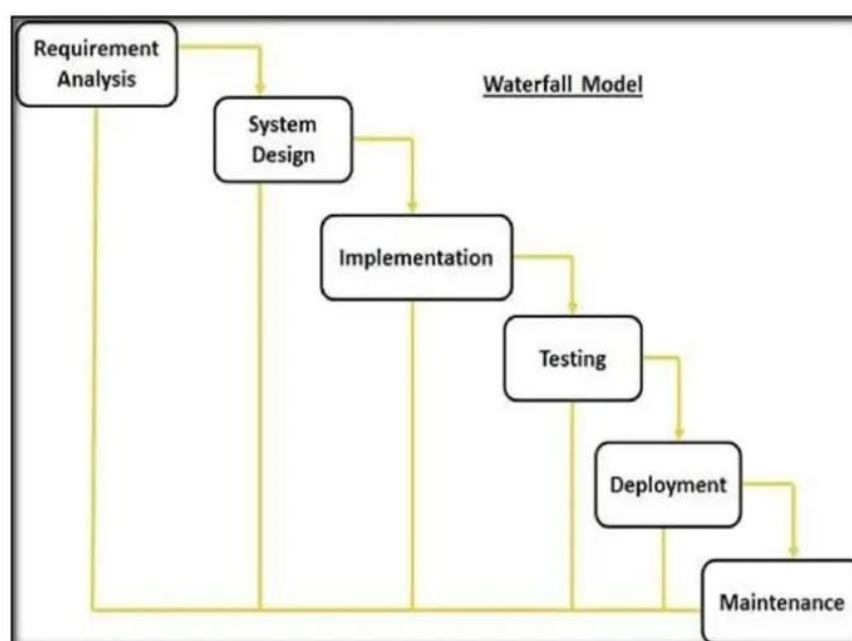 Requirement
Analysis
Waterfall Model
System
Design
Implementation
Testing
Deployment
Maintenance